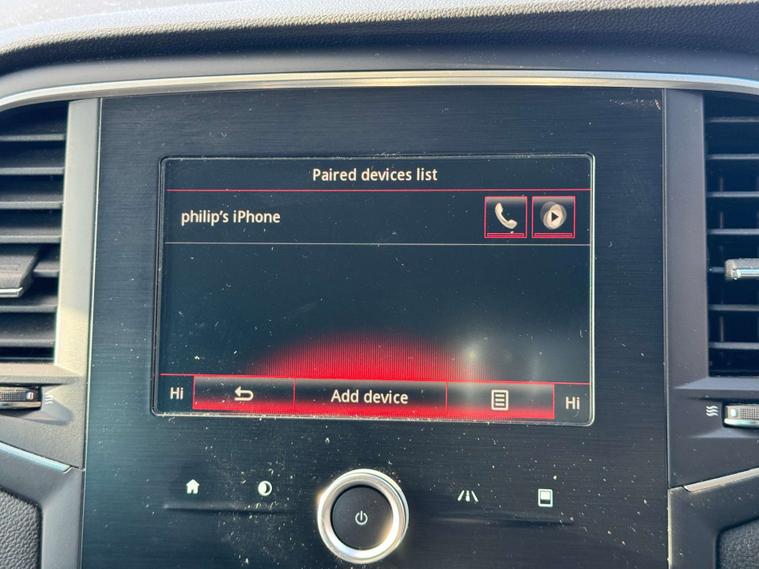 Paired devices list
philip's iPhone
Hi
Add device
Hi